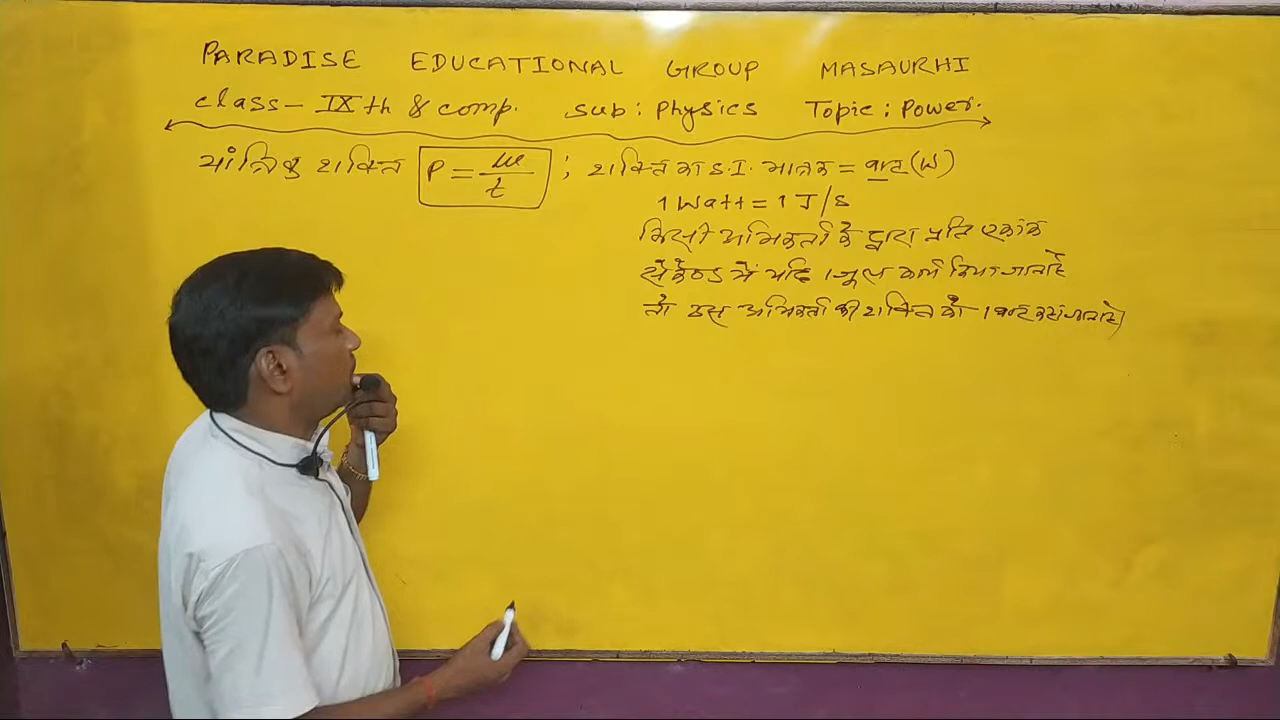 PARADISE EDUCATIONAL GROUP MASAURHI
class- IXth & comp. sub: Physics Topic: Power.
यांत्रिक शक्ति P = W/t ; शक्ति का S.I. मात्रक = वाट (W)
1 Watt = 1 J/s
किसी अभिकर्ता के द्वारा प्रति एकांक
सेकेण्ड में यदि 1 जूल कार्य किया जाता है
तो उस अभिकर्ता की शक्ति को 1 वाट कहा जाता है।